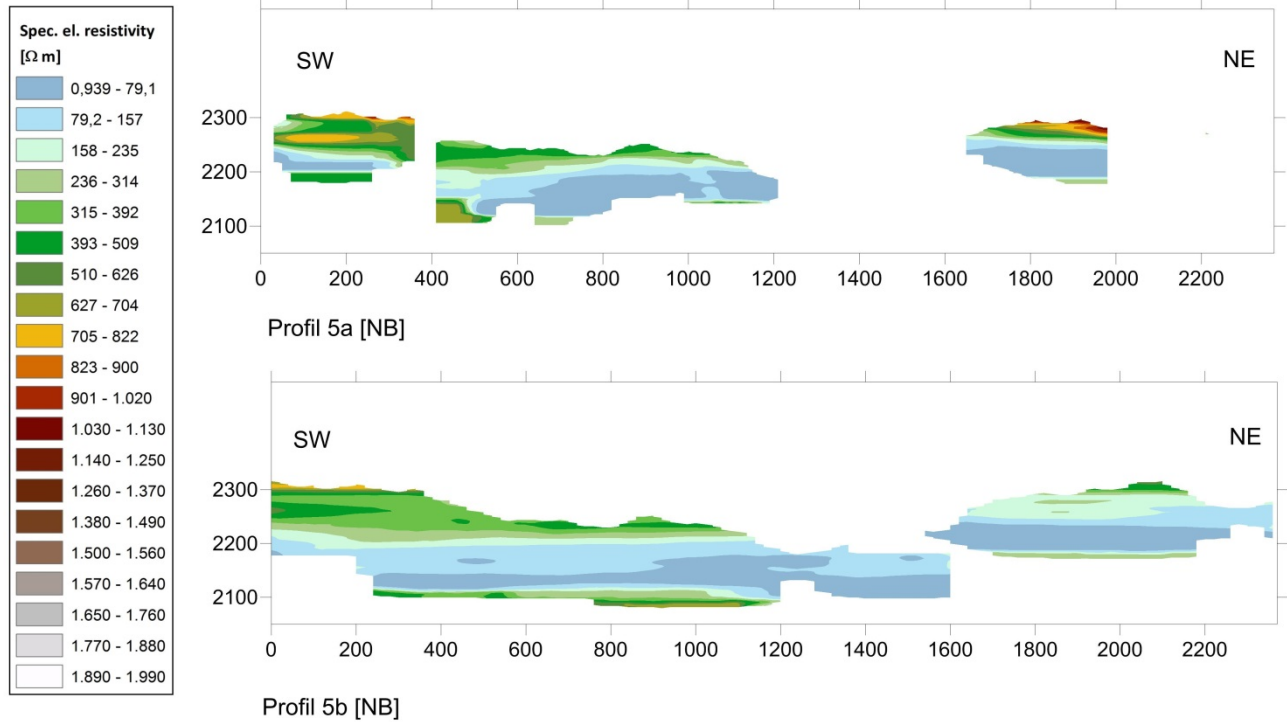 Spec. el. resistivity
[Ω m]
0,939 - 79,1
79,2 - 157
158 - 235
236 - 314
315 - 392
393 - 509
510 - 626
627 - 704
705 - 822
823 - 900
901 - 1.020
1.030 - 1.130
1.140 - 1.250
1.260 - 1.370
1.380 - 1.490
1.500 - 1.560
1.570 - 1.640
1.650 - 1.760
1.770 - 1.880
1.890 - 1.990
SW NE
2300
2200
2100
0 200 400 600 800 1000 1200 1400 1600 1800 2000 2200
Profil 5a [NB]
SW NE
2300
2200
2100
0 200 400 600 800 1000 1200 1400 1600 1800 2000 2200
Profil 5b [NB]